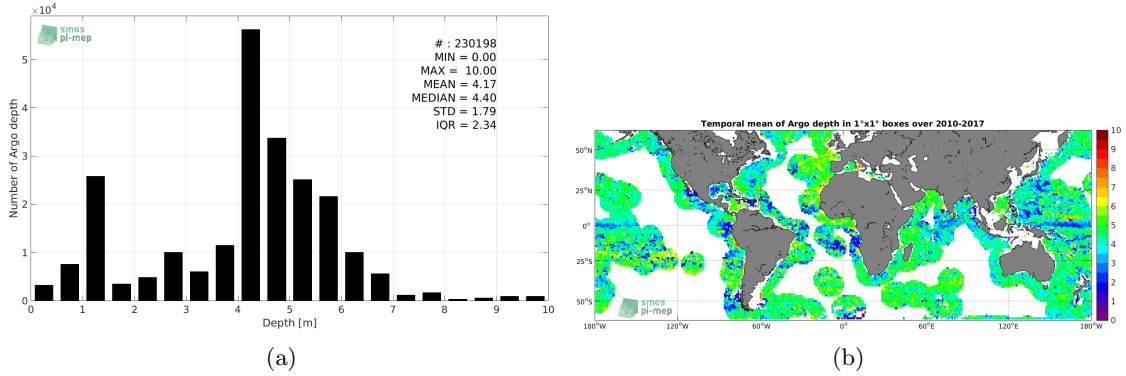 ×10⁴
smos
pi-mep
# : 230198
MIN = 0.00
MAX = 10.00
MEAN = 4.17
MEDIAN = 4.40
STD = 1.79
IQR = 2.34
Number of Argo depth
5
4
3
2
1
0
0 1 2 3 4 5 6 7 8 9 10
Depth [m]
(a)
Temporal mean of Argo depth in 1°x1° boxes over 2010-2017
50°N
25°N
0°
25°S
50°S
180°W 120°W 60°W 0° 60°E 120°E 180°W
smos
pi-mep
10
9
8
7
6
5
4
3
2
1
0
(b)